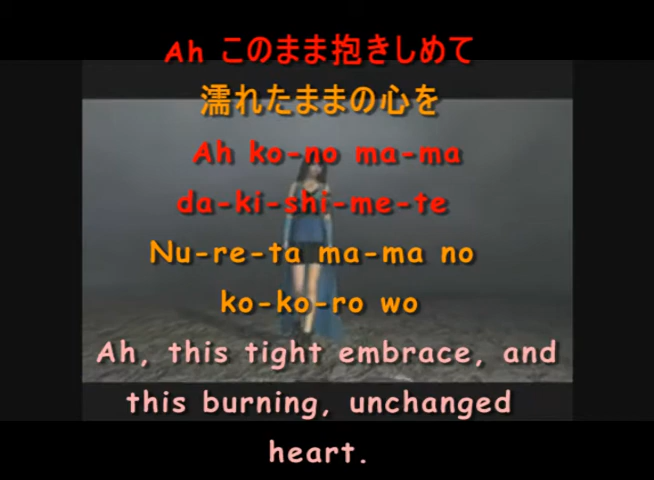 Ah このまま抱きしめて
濡れたままの心を
Ah ko-no ma-ma
da-ki-shi-me-te
Nu-re-ta ma-ma no
ko-ko-ro wo
Ah, this tight embrace, and
this burning, unchanged
heart.